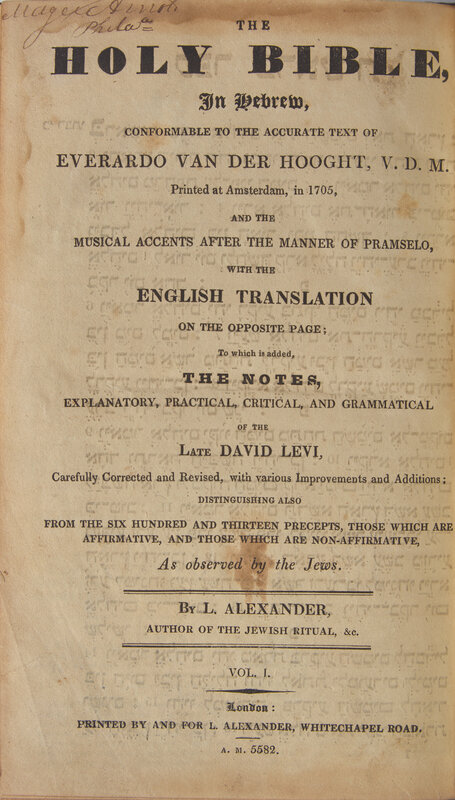 THE
HOLY BIBLE,
In Hebrew,
CONFORMABLE TO THE ACCURATE TEXT OF
EVERARDO VAN DER HOOGHT, V. D. M.
Printed at Amsterdam, in 1705,
AND THE
MUSICAL ACCENTS AFTER THE MANNER OF PRAMSELO,
WITH THE
ENGLISH TRANSLATION
ON THE OPPOSITE PAGE;
To which is added,
THE NOTES,
EXPLANATORY, PRACTICAL, CRITICAL, AND GRAMMATICAL
OF THE
LATE DAVID LEVI,
Carefully Corrected and Revised, with various Improvements and Additions;
DISTINGUISHING ALSO
FROM THE SIX HUNDRED AND THIRTEEN PRECEPTS, THOSE WHICH ARE
AFFIRMATIVE, AND THOSE WHICH ARE NON-AFFIRMATIVE,
As observed by the Jews.
BY L. ALEXANDER,
AUTHOR OF THE JEWISH RITUAL, &c.
VOL. I.
London:
PRINTED BY AND FOR L. ALEXANDER, WHITECHAPEL ROAD.
A. M. 5582.